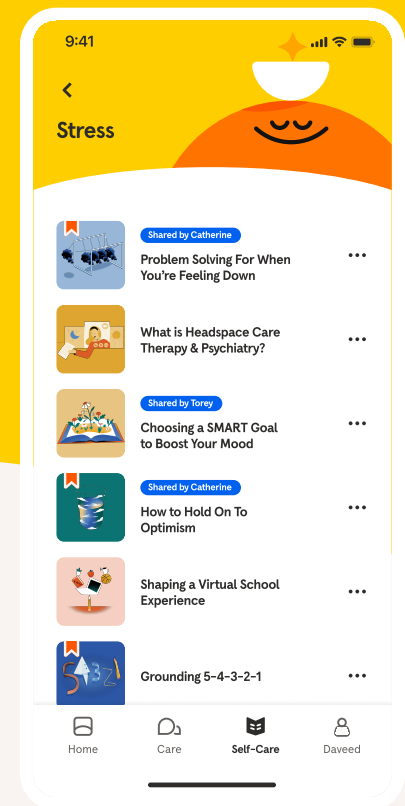 9:41
Stress
Shared by Catherine
Problem Solving For When
You're Feeling Down
What is Headspace Care
Therapy & Psychiatry?
Shared by Torey
Choosing a SMART Goal
to Boost Your Mood
Shared by Catherine
How to Hold On To
Optimism
Shaping a Virtual School
Experience
Grounding 5-4-3-2-1
Home
Care
Self-Care
Daveed